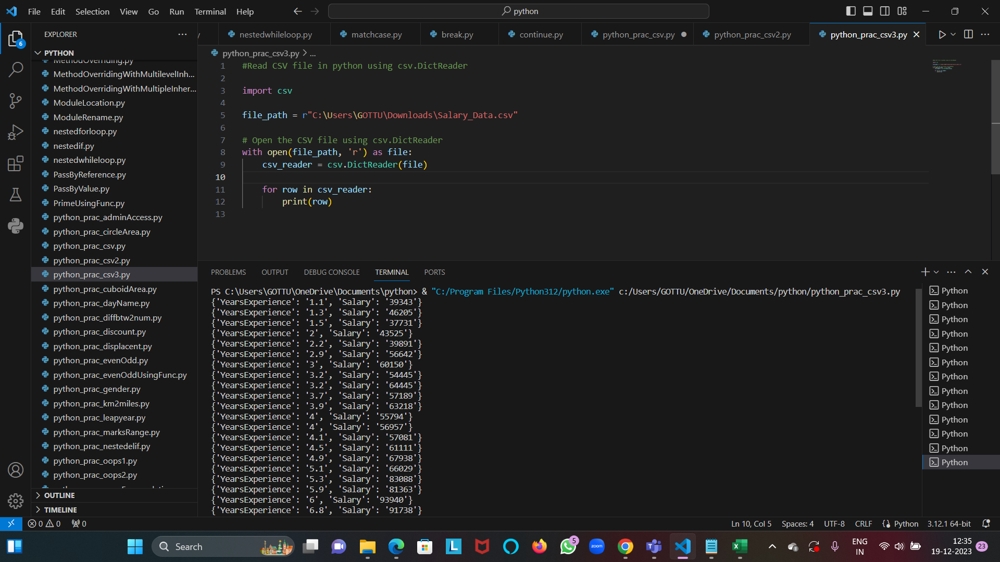 File Edit Selection View Go Run Terminal Help
python
EXPLORER
nestedwhileloop.py
matchcase.py
break.py
continue.py
python_prac_csv.py
python_prac_csv2.py
python_prac_csv3.py
6
PYTHON
MethodOverriding.py
MethodOverridingWithMultilevelInh...
MethodOverridingWithMultipleInher...
ModuleLocation.py
ModuleRename.py
nestedforloop.py
nestedif.py
nestedwhileloop.py
PassByReference.py
PassByValue.py
PrimeUsingFunc.py
python_prac_adminAccess.py
python_prac_circleArea.py
python_prac_csv.py
python_prac_csv2.py
python_prac_csv3.py
python_prac_cuboidArea.py
python_prac_dayName.py
python_prac_diffbtw2num.py
python_prac_discount.py
python_prac_displacent.py
python_prac_evenOdd.py
python_prac_evenOddUsingFunc.py
python_prac_gender.py
python_prac_km2miles.py
python_prac_leapyear.py
python_prac_marksRange.py
python_prac_nestedelif.py
python_prac_oops1.py
python_prac_oops2.py
OUTLINE
TIMELINE
python_prac_csv3.py > ...
1 #Read CSV file in python using csv.DictReader
2
3 import csv
4
5 file_path = r"C:\Users\GOTTU\Downloads\Salary_Data.csv"
6
7 # Open the CSV file using csv.DictReader
8 with open(file_path, 'r') as file:
9 csv_reader = csv.DictReader(file)
10
11 for row in csv_reader:
12 print(row)
13
PROBLEMS OUTPUT DEBUG CONSOLE TERMINAL PORTS
PS C:\Users\GOTTU\OneDrive\Documents\python> & "C:/Program Files/Python312/python.exe" c:/Users/GOTTU/OneDrive/Documents/python/python_prac_csv3.py
{'YearsExperience': '1.1', 'Salary': '39343'}
{'YearsExperience': '1.3', 'Salary': '46205'}
{'YearsExperience': '1.5', 'Salary': '37731'}
{'YearsExperience': '2', 'Salary': '43525'}
{'YearsExperience': '2.2', 'Salary': '39891'}
{'YearsExperience': '2.9', 'Salary': '56642'}
{'YearsExperience': '3', 'Salary': '60150'}
{'YearsExperience': '3.2', 'Salary': '54445'}
{'YearsExperience': '3.2', 'Salary': '64445'}
{'YearsExperience': '3.7', 'Salary': '57189'}
{'YearsExperience': '3.9', 'Salary': '63218'}
{'YearsExperience': '4', 'Salary': '55794'}
{'YearsExperience': '4', 'Salary': '56957'}
{'YearsExperience': '4.1', 'Salary': '57081'}
{'YearsExperience': '4.5', 'Salary': '61111'}
{'YearsExperience': '4.9', 'Salary': '67938'}
{'YearsExperience': '5.1', 'Salary': '66029'}
{'YearsExperience': '5.3', 'Salary': '83088'}
{'YearsExperience': '5.9', 'Salary': '81363'}
{'YearsExperience': '6', 'Salary': '93940'}
{'YearsExperience': '6.8', 'Salary': '91738'}
Python
Python
Python
Python
Python
Python
Python
Python
Python
Python
Python
Python
Python
0 0 0
Ln 10, Col 5 Spaces: 4 UTF-8 CRLF Python 3.12.1 64-bit
Search
L
zoom
5
ENG
IN
12:35
19-12-2023
23